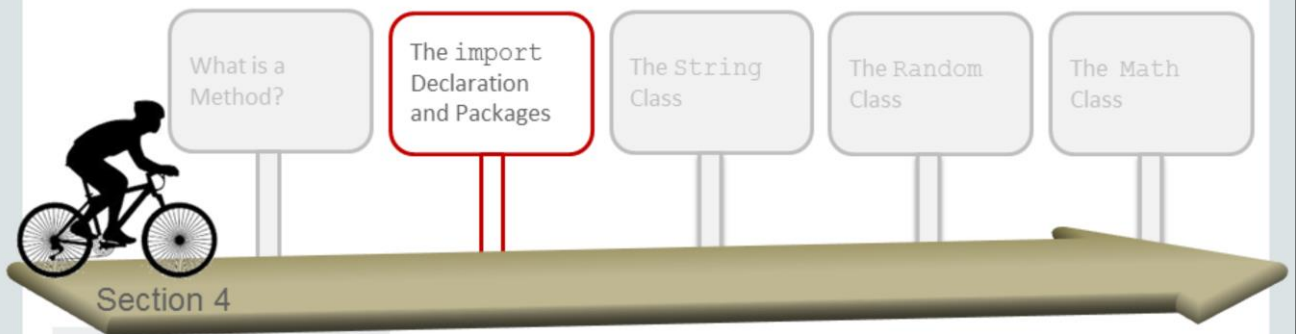 What is a
Method?
The import
Declaration
and Packages
The String
Class
The Random
Class
The Math
Class
Section 4